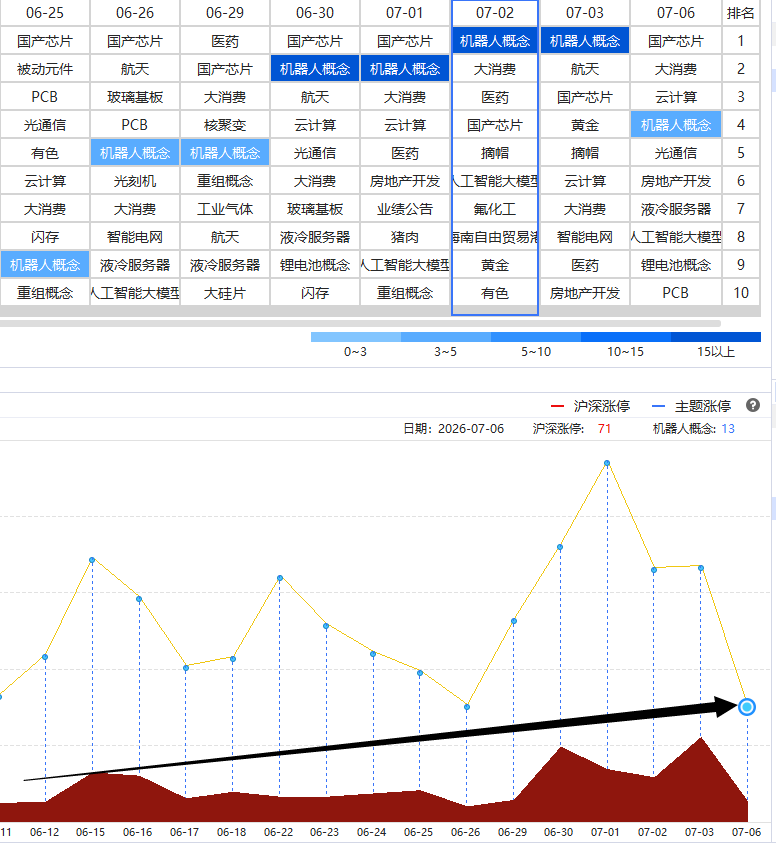 06-25 06-26 06-29 06-30 07-01 07-02 07-03 07-06 排名
国产芯片 国产芯片 医药 国产芯片 国产芯片 机器人概念 机器人概念 国产芯片 1
被动元件 航天 国产芯片 机器人概念 机器人概念 大消费 航天 大消费 2
PCB 玻璃基板 大消费 航天 大消费 医药 国产芯片 云计算 3
光通信 PCB 核聚变 云计算 云计算 国产芯片 黄金 机器人概念 4
有色 机器人概念 机器人概念 光通信 医药 摘帽 摘帽 光通信 5
云计算 光刻机 重组概念 大消费 房地产开发 人工智能大模型 云计算 房地产开发 6
大消费 大消费 工业气体 玻璃基板 业绩公告 氟化工 大消费 液冷服务器 7
闪存 智能电网 航天 液冷服务器 猪肉 海南自由贸易港 智能电网 人工智能大模型 8
机器人概念 液冷服务器 液冷服务器 锂电池概念 人工智能大模型 黄金 医药 锂电池概念 9
重组概念 人工智能大模型 大硅片 闪存 重组概念 有色 房地产开发 PCB 10
0~3 3~5 5~10 10~15 15以上
沪深涨停 主题涨停 ?
日期: 2026-07-06 沪深涨停: 71 机器人概念: 13
11 06-12 06-15 06-16 06-17 06-18 06-22 06-23 06-24 06-25 06-26 06-29 06-30 07-01 07-02 07-03 07-06